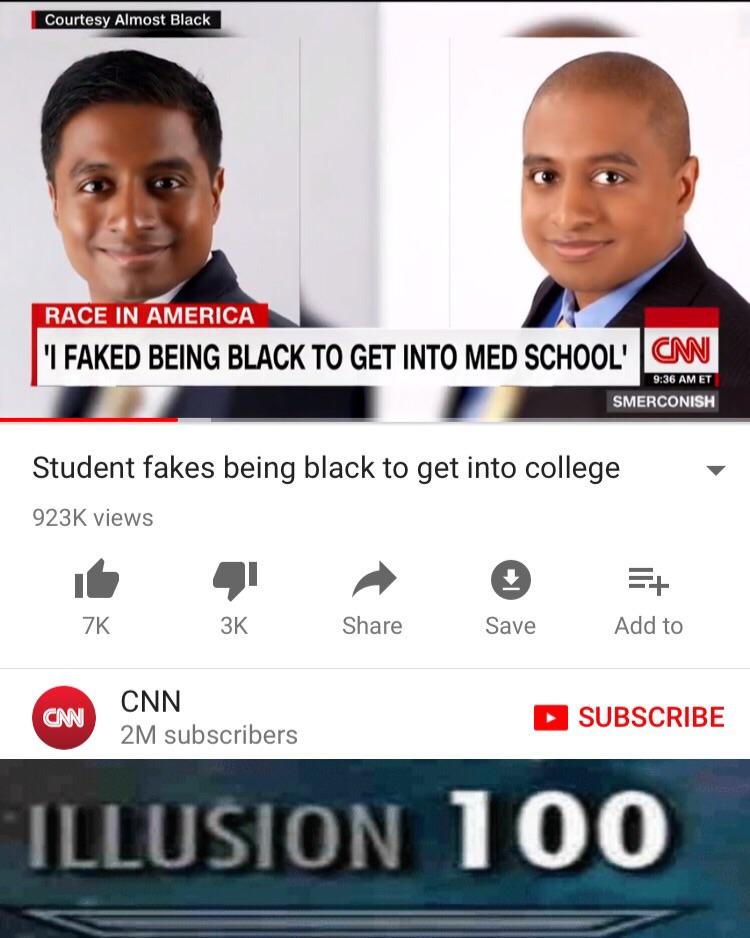 Courtesy Almost Black
RACE IN AMERICA
'I FAKED BEING BLACK TO GET INTO MED SCHOOL'
CNN
9:36 AM ET
SMERCONISH
Student fakes being black to get into college
923K views
7K
3K
Share
Save
Add to
CNN
CNN
2M subscribers
SUBSCRIBE
ILLUSION 100